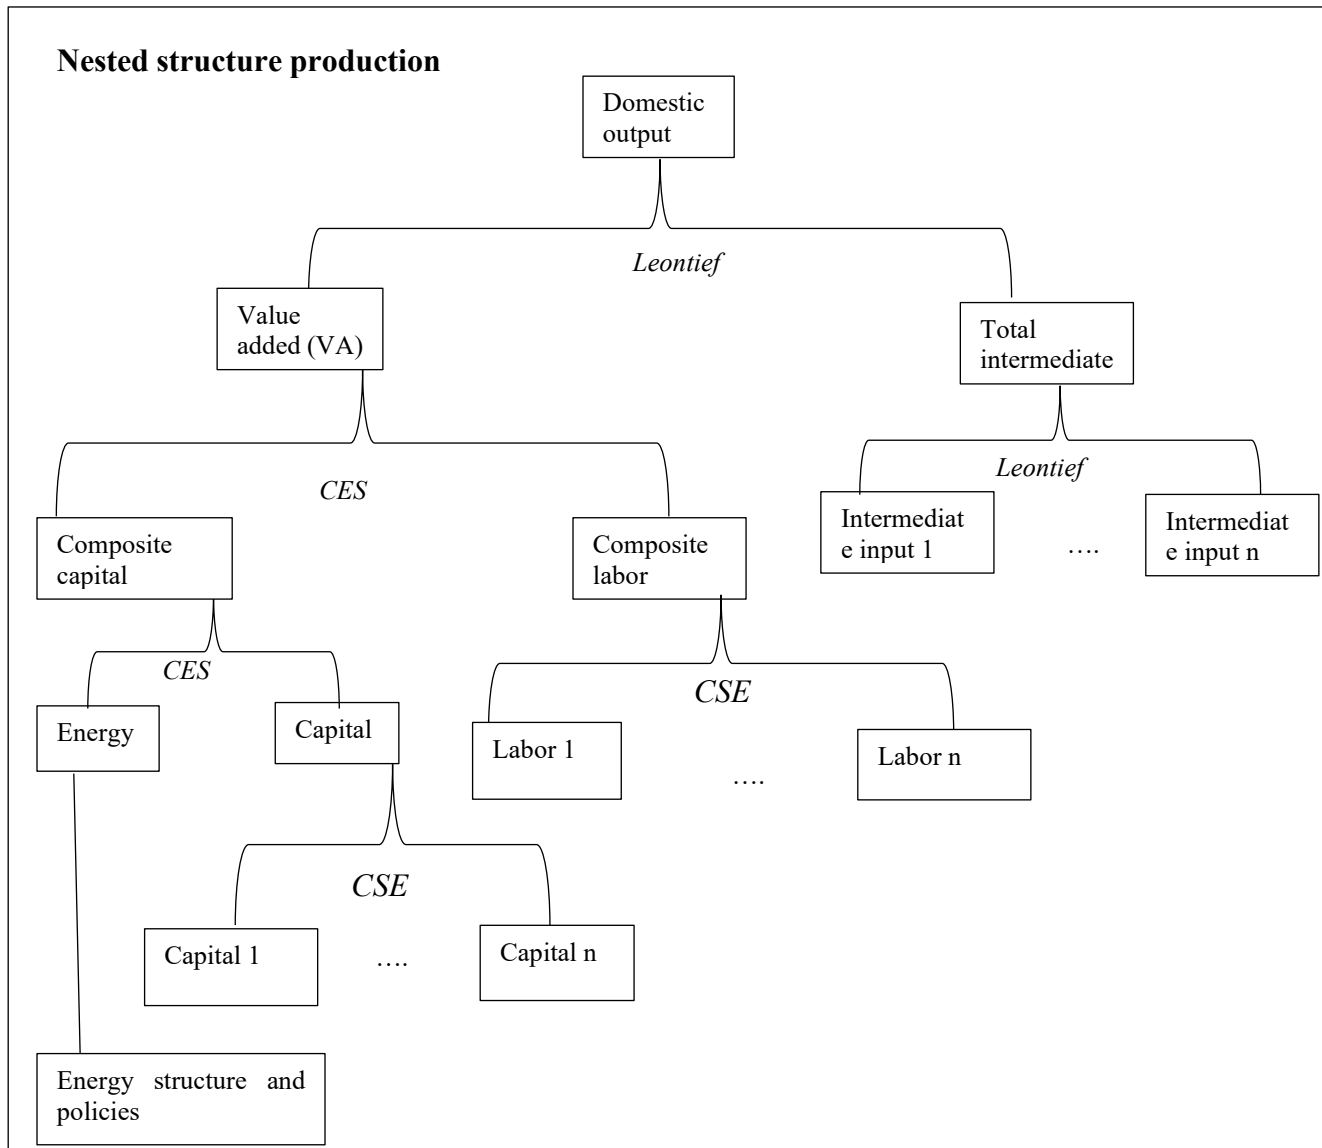 Nested structure production
Domestic
output
Leontief
Value
added (VA)
Total
intermediate
CES
Leontief
Composite
capital
Composite
labor
Intermediat
e input 1
….
Intermediat
e input n
CES
CSE
Energy
Capital
Labor 1
….
Labor n
CSE
Capital 1
….
Capital n
Energy structure and
policies